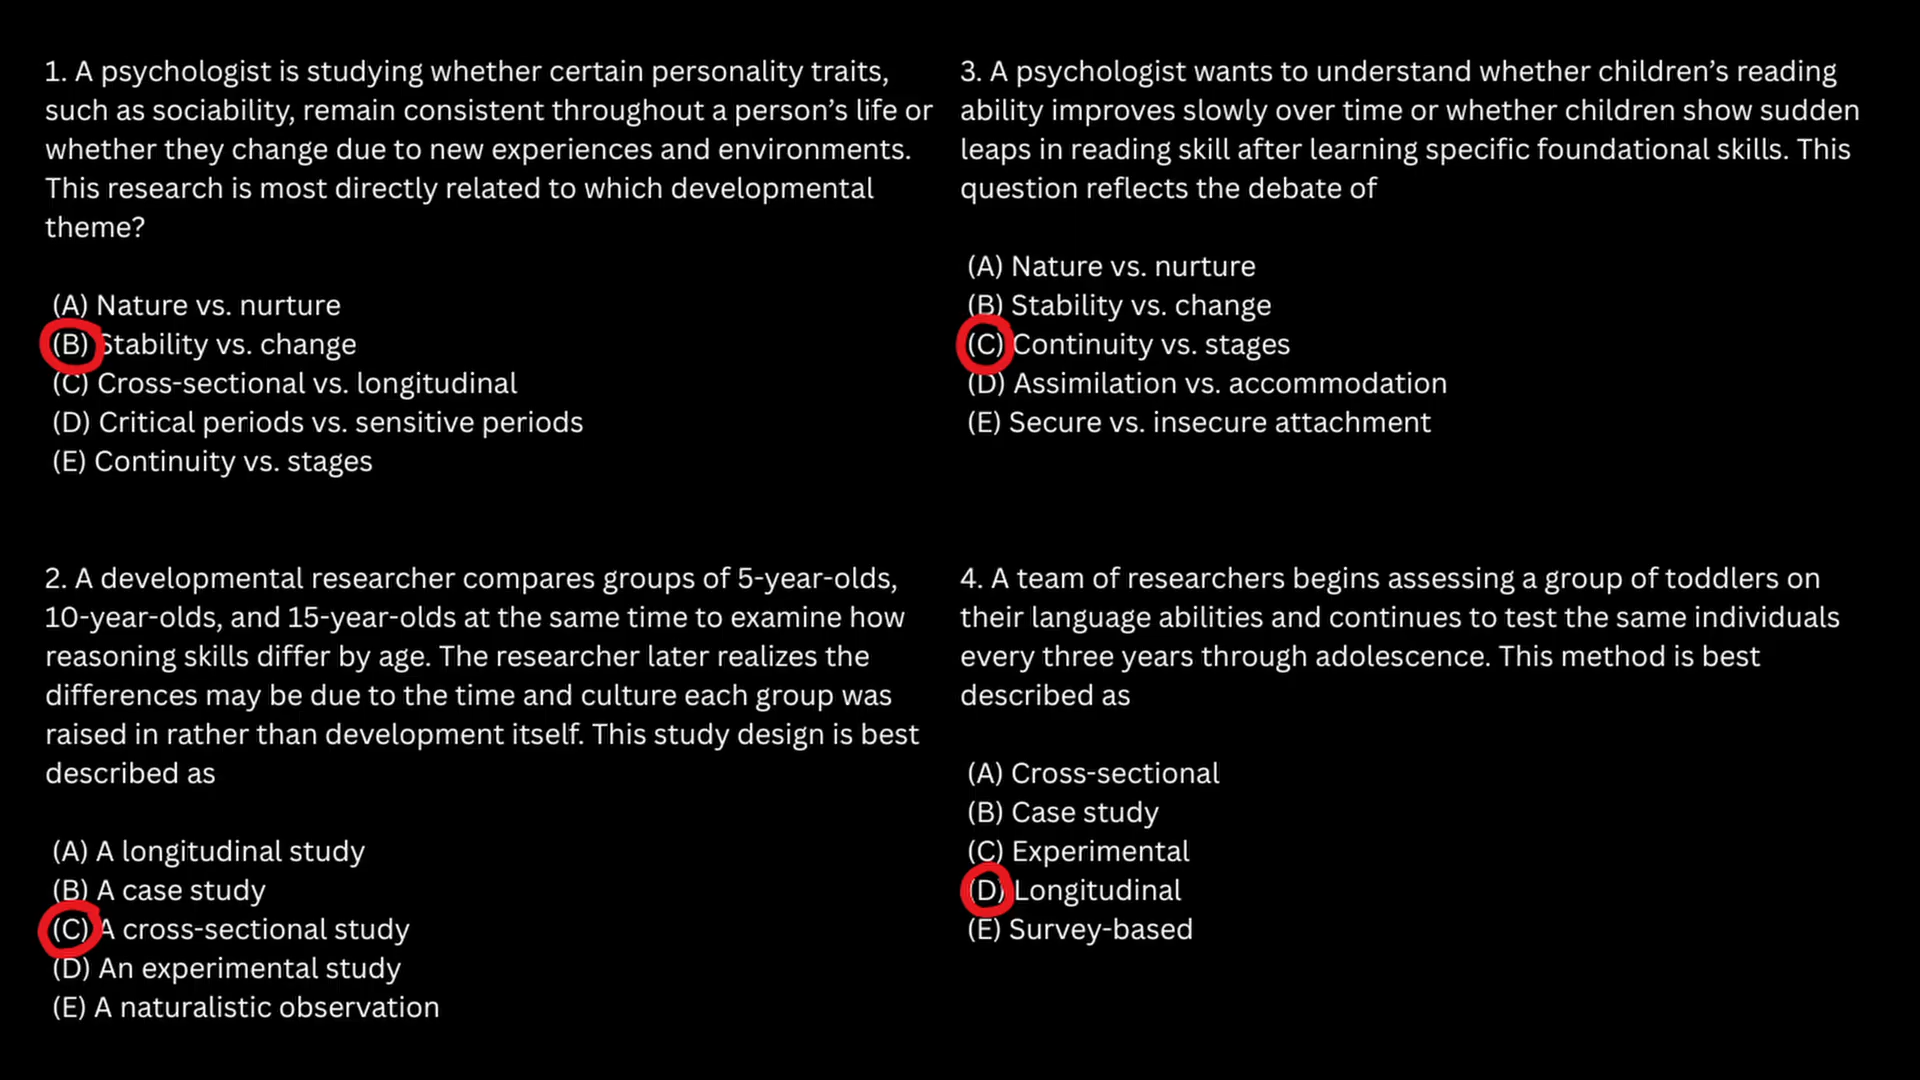 1. A psychologist is studying whether certain personality traits,
such as sociability, remain consistent throughout a person’s life or
whether they change due to new experiences and environments.
This research is most directly related to which developmental
theme?
(A) Nature vs. nurture
(B) Stability vs. change
(C) Cross-sectional vs. longitudinal
(D) Critical periods vs. sensitive periods
(E) Continuity vs. stages
2. A developmental researcher compares groups of 5-year-olds,
10-year-olds, and 15-year-olds at the same time to examine how
reasoning skills differ by age. The researcher later realizes the
differences may be due to the time and culture each group was
raised in rather than development itself. This study design is best
described as
(A) A longitudinal study
(B) A case study
(C) A cross-sectional study
(D) An experimental study
(E) A naturalistic observation
3. A psychologist wants to understand whether children’s reading
ability improves slowly over time or whether children show sudden
leaps in reading skill after learning specific foundational skills. This
question reflects the debate of
(A) Nature vs. nurture
(B) Stability vs. change
(C) Continuity vs. stages
(D) Assimilation vs. accommodation
(E) Secure vs. insecure attachment
4. A team of researchers begins assessing a group of toddlers on
their language abilities and continues to test the same individuals
every three years through adolescence. This method is best
described as
(A) Cross-sectional
(B) Case study
(C) Experimental
(D) Longitudinal
(E) Survey-based